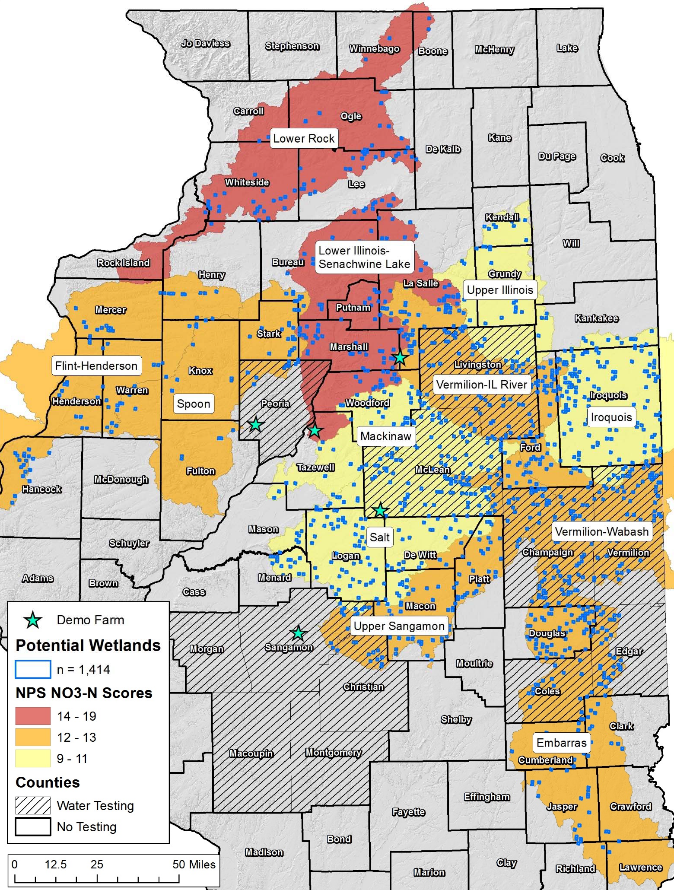 Jo Daviess
Stephenson
Winnebago
Boone
McHenry
Lake
Carroll
Ogle
Lower Rock
De Kalb
Kane
Du Page
Cook
Whiteside
Lee
Kendall
Will
Rock Island
Henry
Bureau
Lower Illinois-
Senachwine Lake
La Salle
Grundy
Upper Illinois
Mercer
Putnam
Kankakee
Stark
Marshall
Flint-Henderson
Knox
Livingston
Vermilion-IL River
Henderson
Warren
Spoon
Peoria
Woodford
Iroquois
Iroquois
Mackinaw
Ford
Hancock
McDonough
Fulton
Tazewell
McLean
Mason
Salt
Vermilion-Wabash
Schuyler
Logan
De Witt
Champaign
Vermilion
Adams
Brown
Cass
Menard
Piatt
Macon
Upper Sangamon
Morgan
Sangamon
Douglas
Edgar
Moultrie
Christian
Coles
Shelby
Clark
Embarras
Cumberland
Macoupin
Montgomery
Effingham
Jasper
Crawford
Fayette
Madison
Bond
Marion
Clay
Richland
Lawrence
Demo Farm
Potential Wetlands
n = 1,414
NPS NO3-N Scores
14 - 19
12 - 13
9 - 11
Counties
Water Testing
No Testing
0 12.5 25 50 Miles